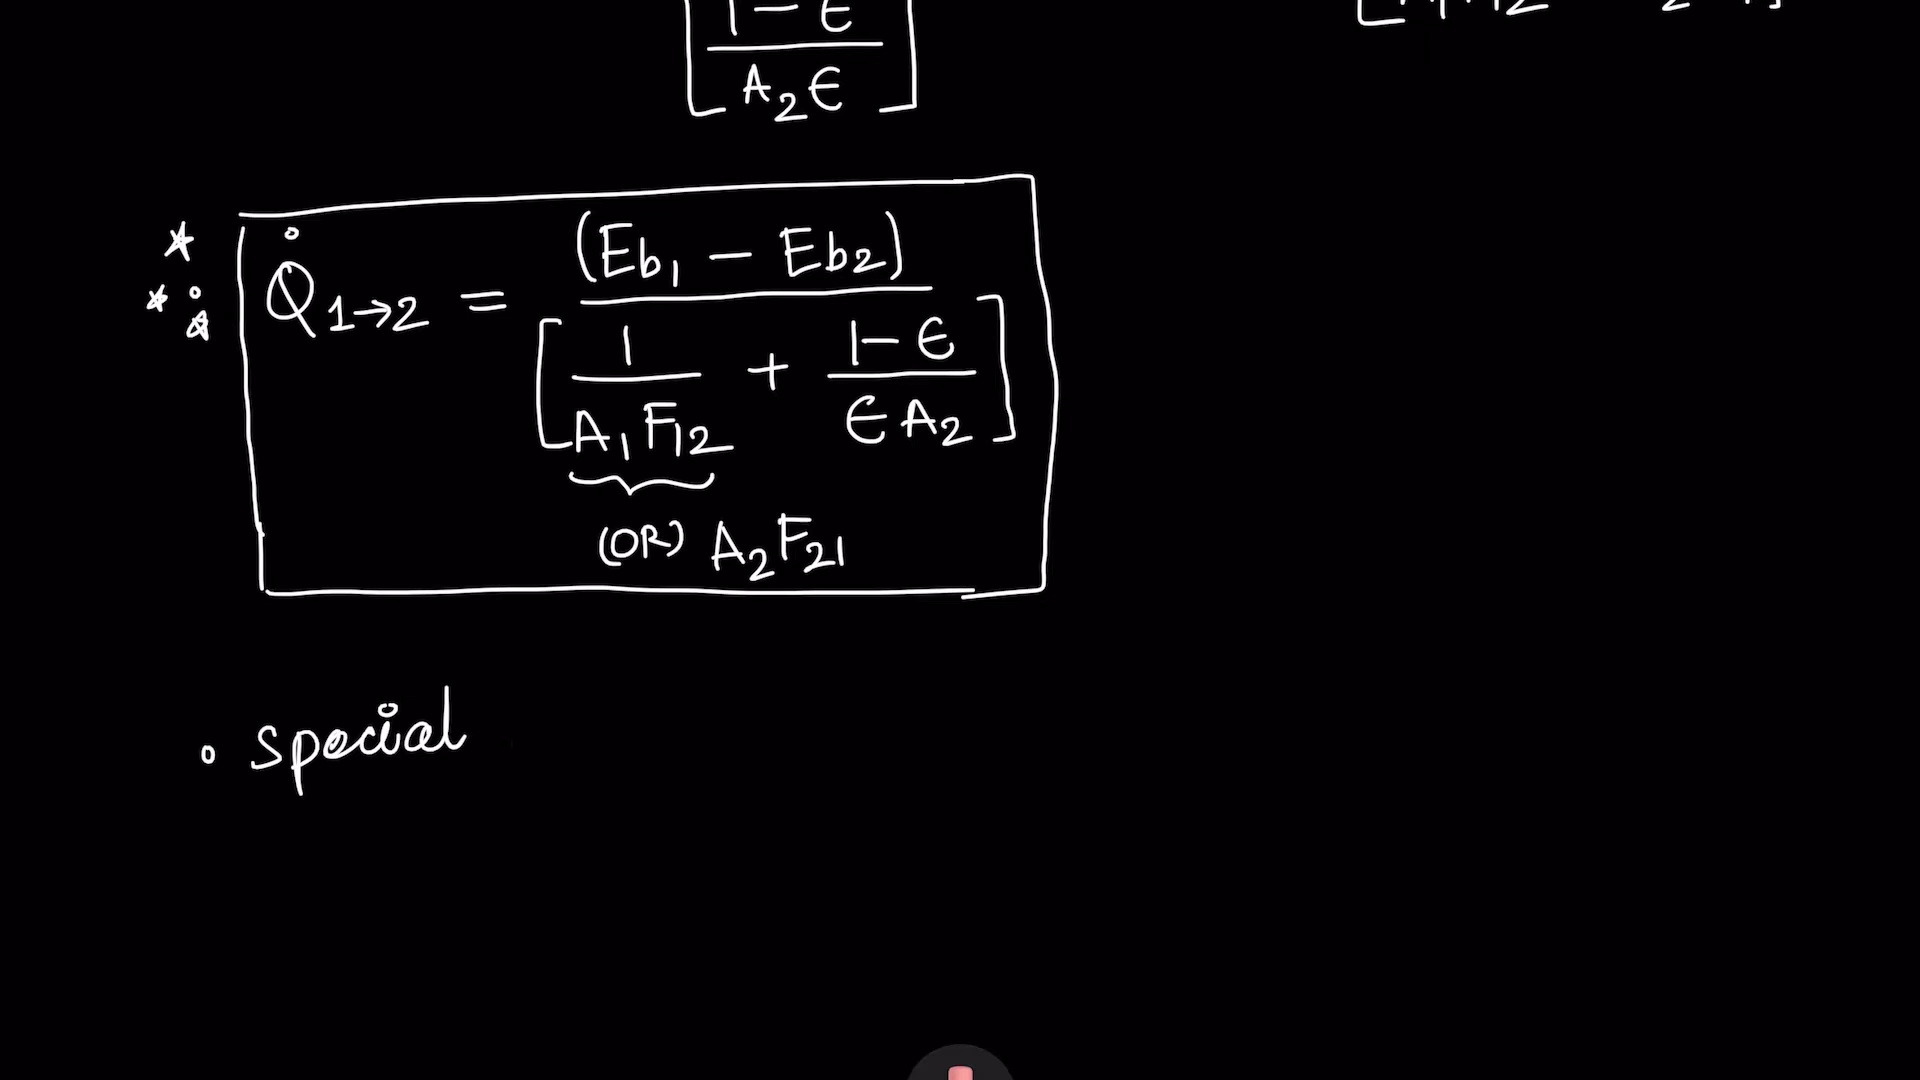 1 - ϵ
A₂ϵ
Q̇₁→₂ = (Eb₁ - Eb₂)
[ 1 + 1 - ϵ ]
A₁F₁₂ ϵA₂
(OR) A₂F₂₁
• special